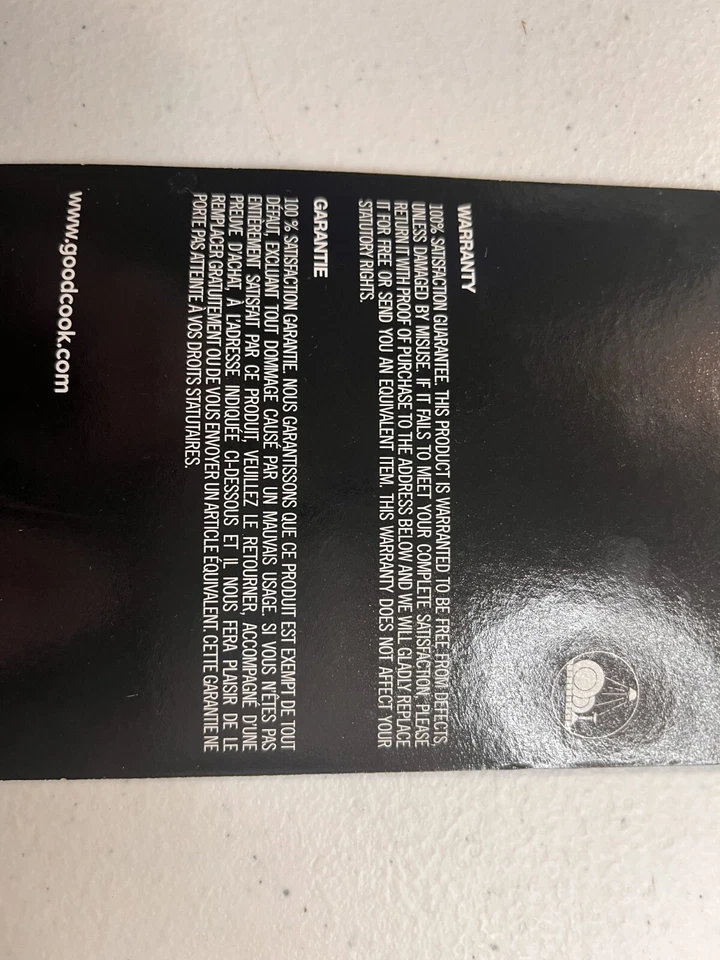 WARRANTY
100% SATISFACTION GUARANTEE. THIS PRODUCT IS WARRANTED TO BE FREE FROM DEFECTS,
UNLESS DAMAGED BY MISUSE. IF IT FAILS TO MEET YOUR COMPLETE SATISFACTION, PLEASE
RETURN IT WITH PROOF OF PURCHASE TO THE ADDRESS BELOW AND WE WILL GLADLY REPLACE
IT FOR FREE OR SEND YOU AN EQUIVALENT ITEM. THIS WARRANTY DOES NOT AFFECT YOUR
STATUTORY RIGHTS.
GARANTIE
100 % SATISFACTION GARANTIE. NOUS GARANTISSONS QUE CE PRODUIT EST EXEMPT DE TOUT
DÉFAUT, EXCLUANT TOUT DOMMAGE CAUSÉ PAR UN MAUVAIS USAGE. SI VOUS N'ÊTES PAS
ENTIÈREMENT SATISFAIT PAR CE PRODUIT, VEUILLEZ LE RETOURNER, ACCOMPAGNÉ D'UNE
PREUVE D'ACHAT, À L'ADRESSE INDIQUÉE CI-DESSOUS ET IL NOUS FERA PLAISIR DE LE
REMPLACER GRATUITEMENT OU DE VOUS ENVOYER UN ARTICLE ÉQUIVALENT. CETTE GARANTIE NE
PORTE PAS ATTEINTE À VOS DROITS STATUTAIRES.
www.goodcook.com